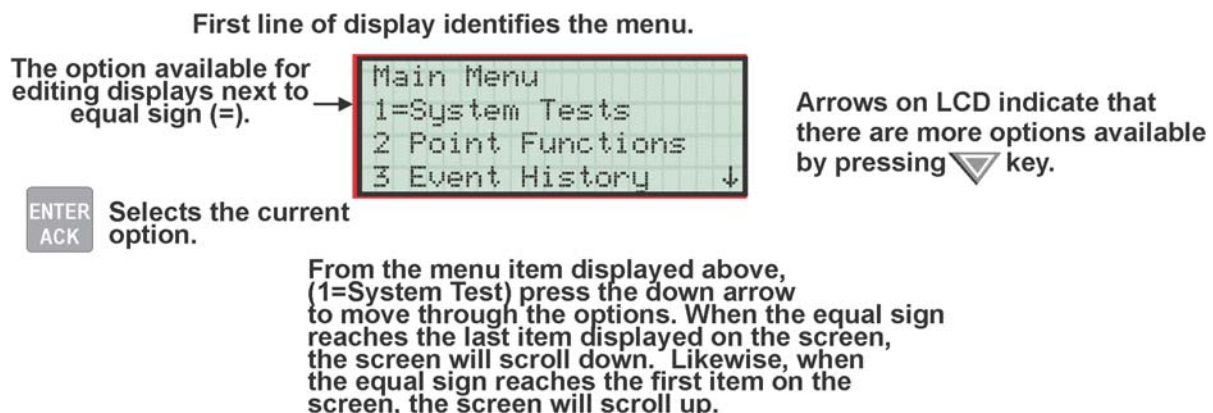 First line of display identifies the menu.
The option available for
editing displays next to
equal sign (=).
Main Menu
1=System Tests
2 Point Functions
3 Event History ↓
Arrows on LCD indicate that
there are more options available
by pressing key.
ENTER
ACK
Selects the current
option.
From the menu item displayed above,
(1=System Test) press the down arrow
to move through the options. When the equal sign
reaches the last item displayed on the screen,
the screen will scroll down. Likewise, when
the equal sign reaches the first item on the
screen, the screen will scroll up.